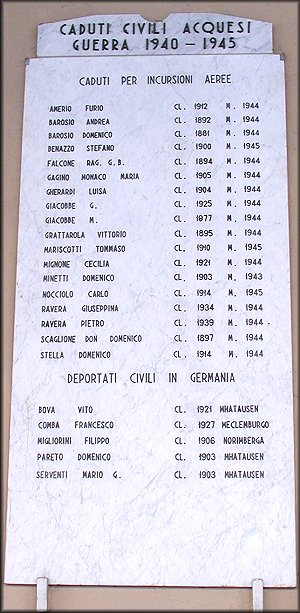 CADUTI CIVILI ACQUESI
GUERRA 1940 - 1945
CADUTI PER INCURSIONI AEREE
AMERIO FURIO CL. 1912 M. 1944
BAROSIO ANDREA CL. 1892 M. 1944
BAROSIO DOMENICO CL. 1881 M. 1944
BENAZZO STEFANO CL. 1900 M. 1945
FALCONE RAG. G.B. CL. 1894 M. 1944
GAGINO MONACO MARIA CL. 1905 M. 1944
GHERARDI LUISA CL. 1904 M. 1944
GIACOBBE G. CL. 1925 M. 1944
GIACOBBE M. CL. 1877 M. 1944
GRATTAROLA VITTORIO CL. 1895 M. 1944
MARISCOTTI TOMMASO CL. 1910 M. 1945
MIGNONE CECILIA CL. 1921 M. 1944
MINETTI DOMENICO CL. 1903 M. 1943
NOCCIOLO CARLO CL. 1914 M. 1945
RAVERA GIUSEPPINA CL. 1934 M. 1944
RAVERA PIETRO CL. 1939 M. 1944
SCAGLIONE DON DOMENICO CL. 1897 M. 1944
STELLA DOMENICO CL. 1914 M. 1944
DEPORTATI CIVILI IN GERMANIA
BOVA VITO CL. 1921 MHATAUSEN
COMBA FRANCESCO CL. 1927 MECLEMBURGO
MIGLIORINI FILIPPO CL. 1906 NORIMBERGA
PARETO DOMENICO CL. 1903 MHATAUSEN
SERVENTI MARIO G. CL. 1903 MHATAUSEN